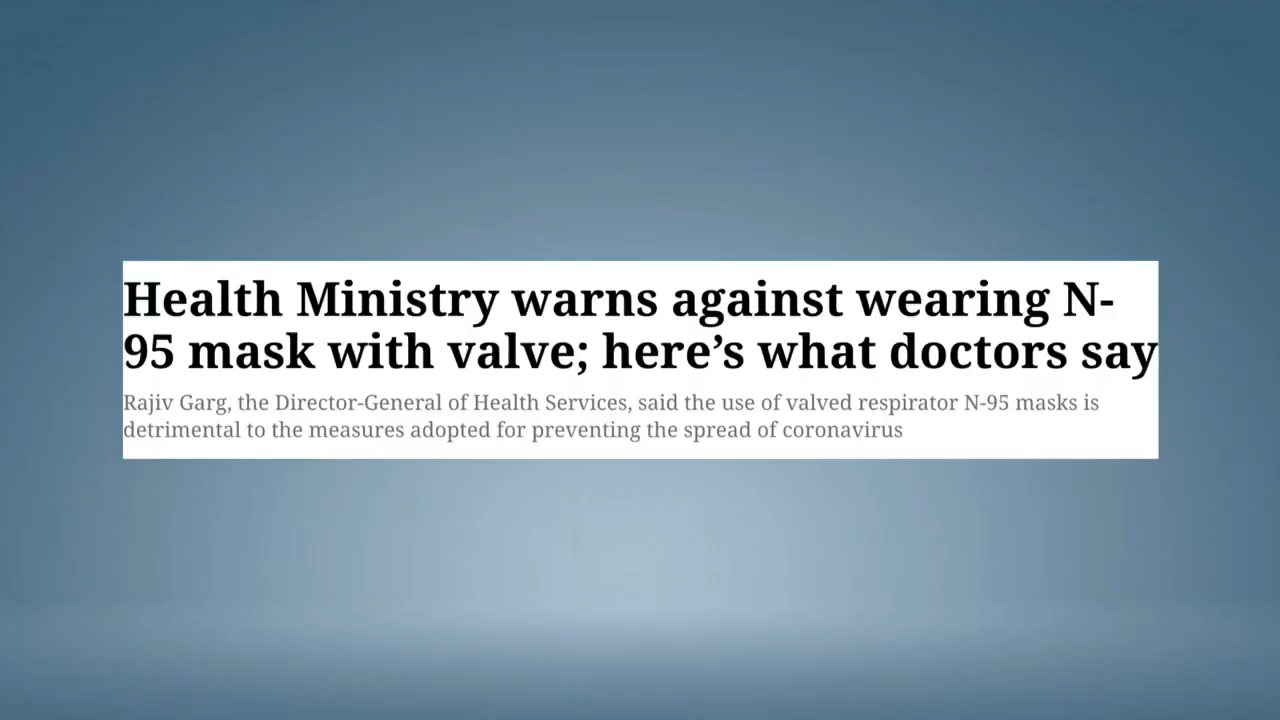 Health Ministry warns against wearing N-
95 mask with valve; here’s what doctors say
Rajiv Garg, the Director-General of Health Services, said the use of valved respirator N-95 masks is
detrimental to the measures adopted for preventing the spread of coronavirus